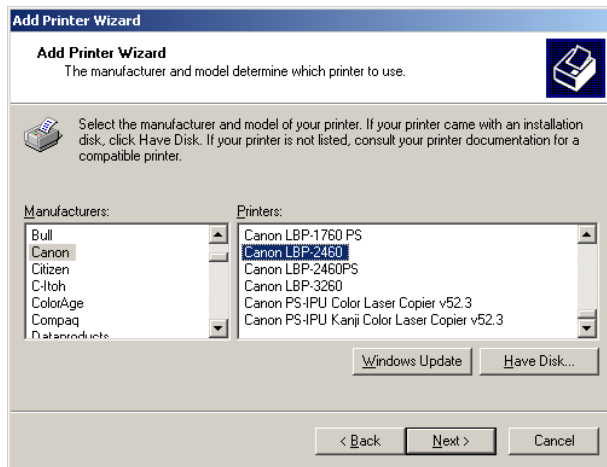 Add Printer Wizard
Add Printer Wizard
The manufacturer and model determine which printer to use.
Select the manufacturer and model of your printer. If your printer came with an installation
disk, click Have Disk. If your printer is not listed, consult your printer documentation for a
compatible printer.
Manufacturers:
Bull
Canon
Citizen
C-Itoh
ColorAge
Compaq
Dataproducts
Printers:
Canon LBP-1760 PS
Canon LBP-2460
Canon LBP-2460PS
Canon LBP-3260
Canon PS-IPU Color Laser Copier v52.3
Canon PS-IPU Kanji Color Laser Copier v52.3
Windows Update
Have Disk...
< Back
Next >
Cancel